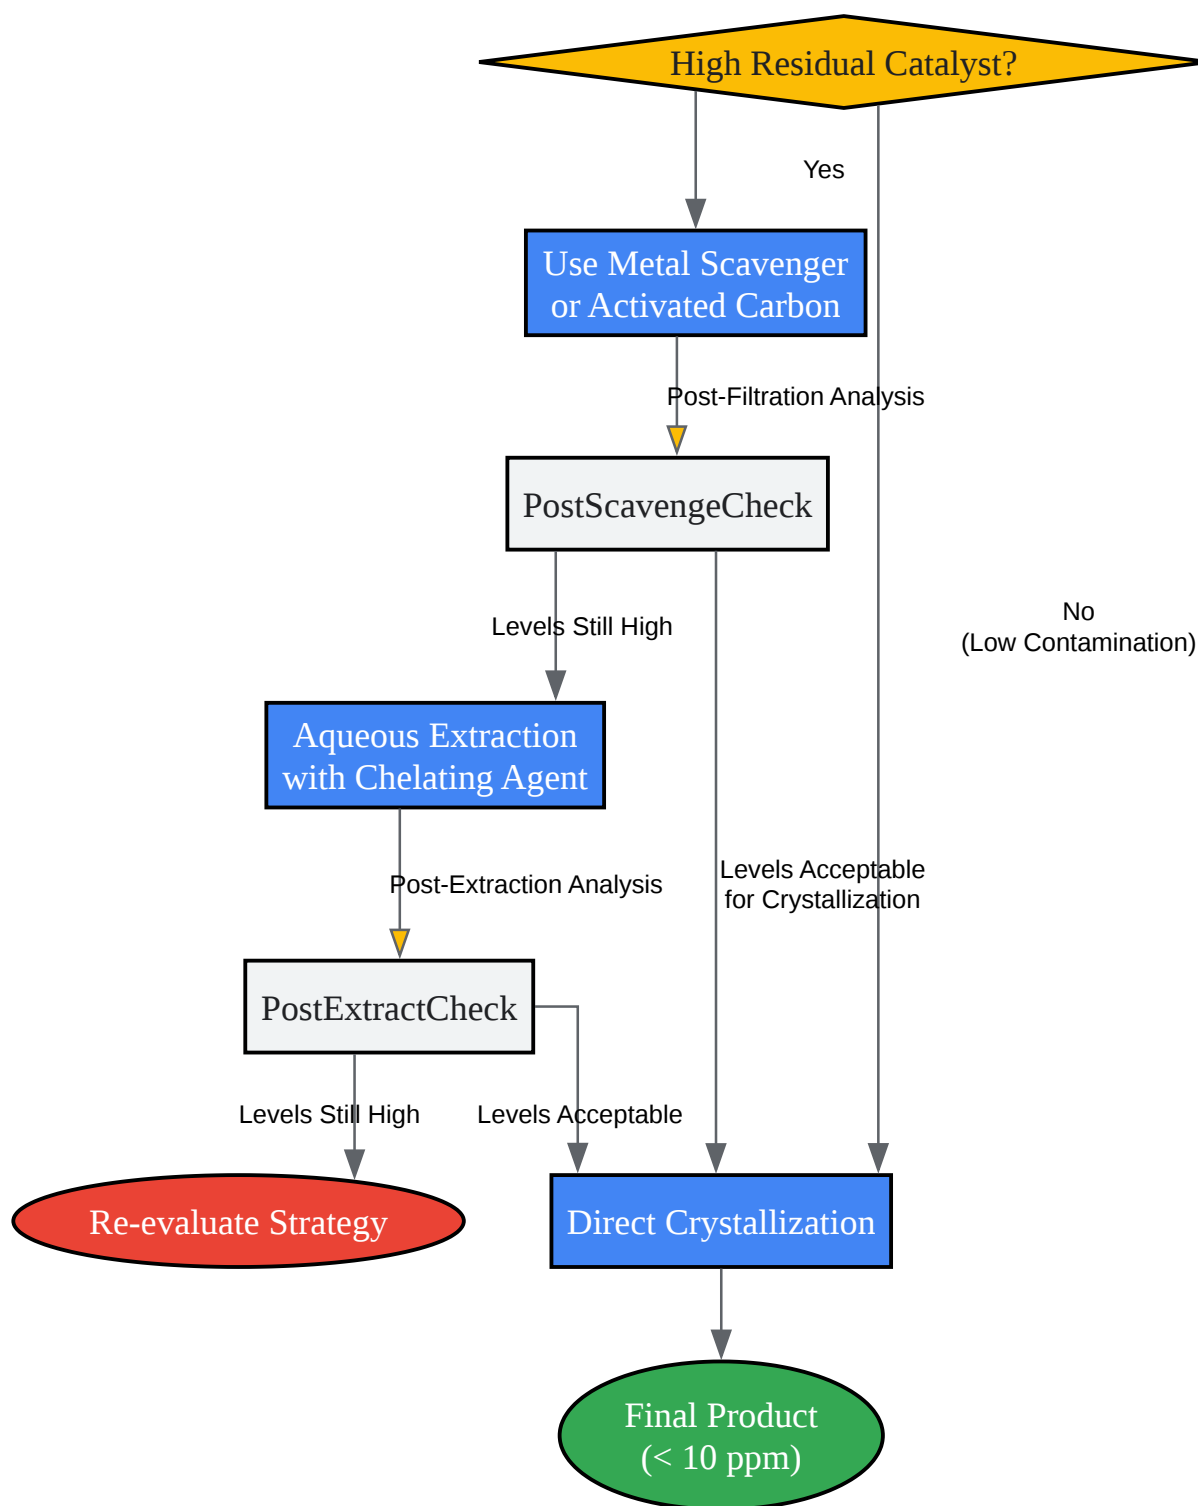 High Residual Catalyst?
Yes
Use Metal Scavenger
or Activated Carbon
Post-Filtration Analysis
PostScavengeCheck
Levels Still High
No
(Low Contamination)
Aqueous Extraction
with Chelating Agent
Levels Acceptable
for Crystallization
Post-Extraction Analysis
PostExtractCheck
Levels Still High
Levels Acceptable
Re-evaluate Strategy
Direct Crystallization
Final Product
(< 10 ppm)